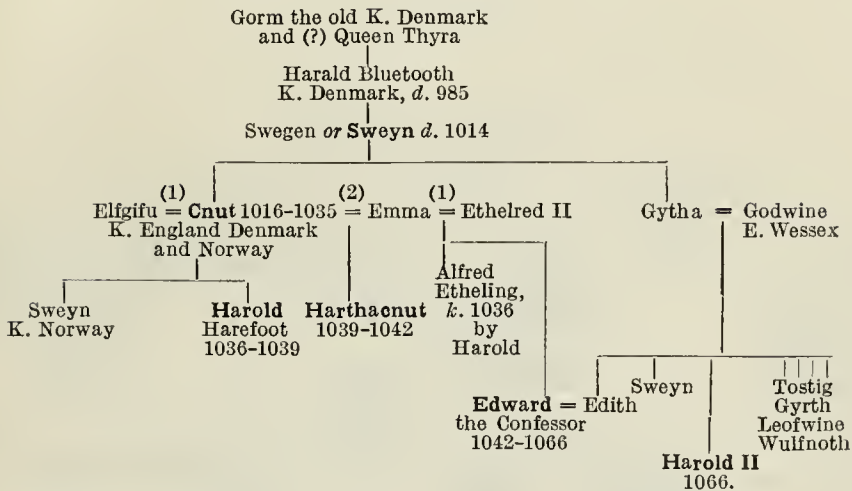 Gorm the old K. Denmark
and (?) Queen Thyra
Harald Bluetooth
K. Denmark, d. 985
Swegen or Sweyn d. 1014
(1) (2) (1)
Elfgifu = Cnut 1016-1035 = Emma = Ethelred II
K. England Denmark
and Norway
Gytha = Godwine
E. Wessex
Sweyn
K. Norway
Harold
Harefoot
1036-1039
Harthacnut
1039-1042
Alfred
Etheling,
k. 1036
by
Harold
Edward = Edith
the Confessor
1042-1066
Sweyn
Harold II
1066.
Tostig
Gyrth
Leofwine
Wulfnoth